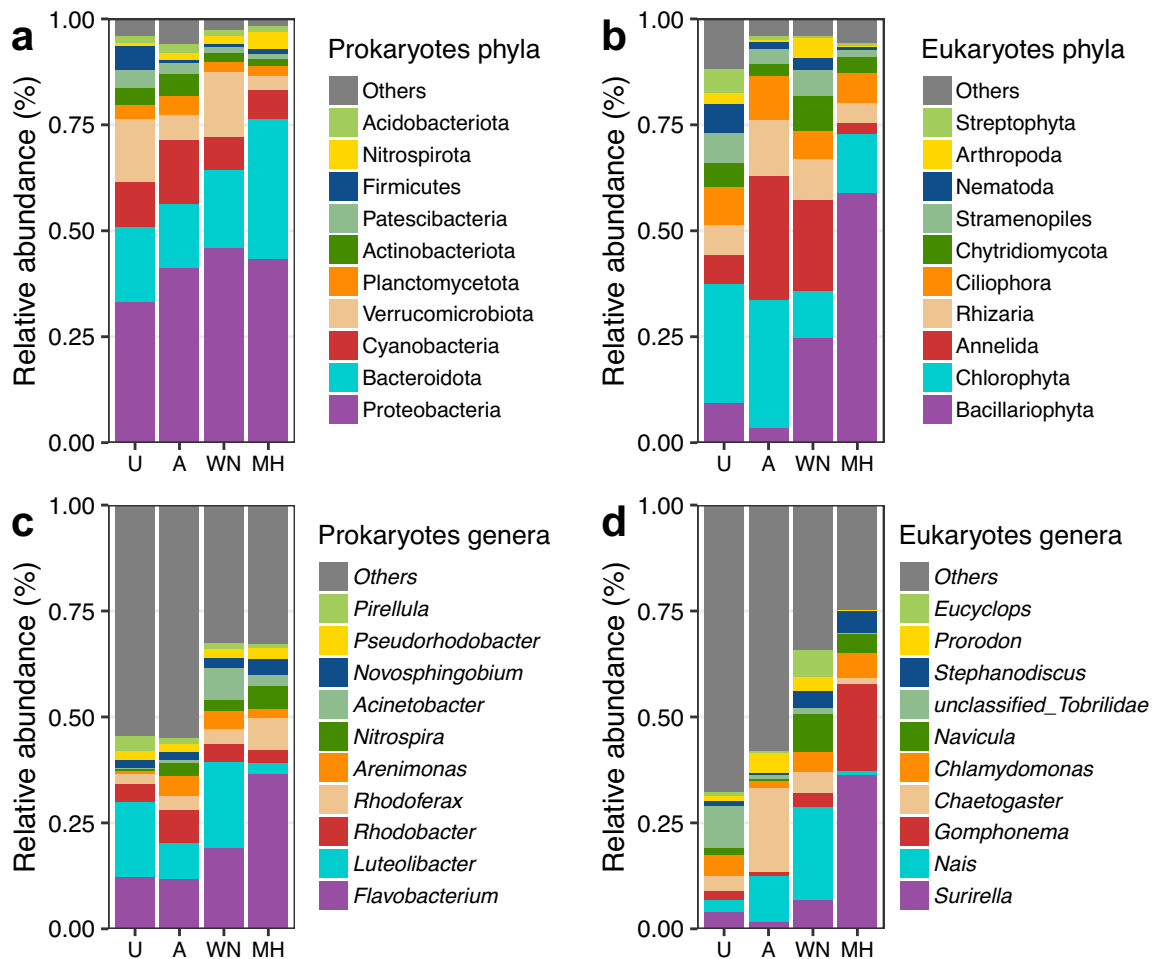 a
Relative abundance (%)
1.00
0.75
0.50
0.25
0.00
U A WN MH
Prokaryotes phyla
Others
Acidobacteriota
Nitrospirota
Firmicutes
Patescibacteria
Actinobacteriota
Planctomycetota
Verrucomicrobiota
Cyanobacteria
Bacteroidota
Proteobacteria
b
Relative abundance (%)
1.00
0.75
0.50
0.25
0.00
U A WN MH
Eukaryotes phyla
Others
Streptophyta
Arthropoda
Nematoda
Stramenopiles
Chytridiomycota
Ciliophora
Rhizaria
Annelida
Chlorophyta
Bacillariophyta
c
Relative abundance (%)
1.00
0.75
0.50
0.25
0.00
U A WN MH
Prokaryotes genera
Others
Pirellula
Pseudorhodobacter
Novosphingobium
Acinetobacter
Nitrospira
Arenimonas
Rhodoferax
Rhodobacter
Luteolibacter
Flavobacterium
d
Relative abundance (%)
1.00
0.75
0.50
0.25
0.00
U A WN MH
Eukaryotes genera
Others
Eucyclops
Prorodon
Stephanodiscus
unclassified_Tobrilidae
Navicula
Chlamydomonas
Chaetogaster
Gomphonema
Nais
Surirella